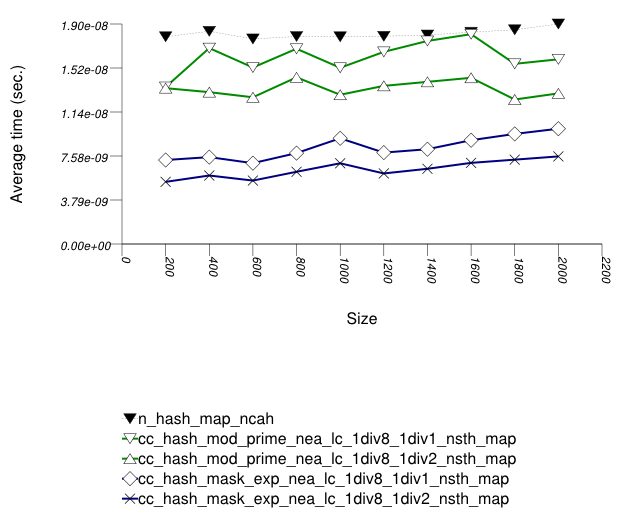 1.90e-08
1.52e-08
1.14e-08
7.58e-09
3.79e-09
0.00e+00
Average time (sec.)
0 200 400 600 800 1000 1200 1400 1600 1800 2000 2200
Size
n_hash_map_ncah
cc_hash_mod_prime_nea_lc_1div8_1div1_nsth_map
cc_hash_mod_prime_nea_lc_1div8_1div2_nsth_map
cc_hash_mask_exp_nea_lc_1div8_1div1_nsth_map
cc_hash_mask_exp_nea_lc_1div8_1div2_nsth_map